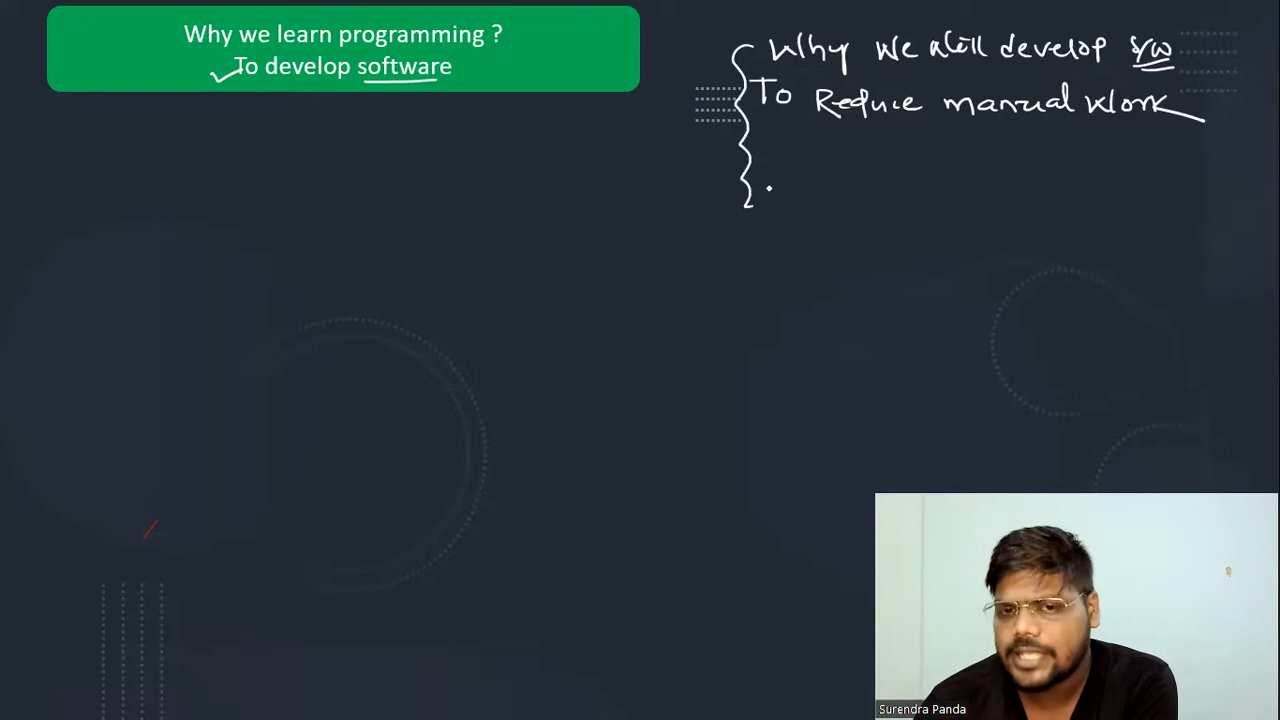 Why we learn programming ?
To develop software
Why we will develop s/w
To Reduce manual work
Surendra Panda